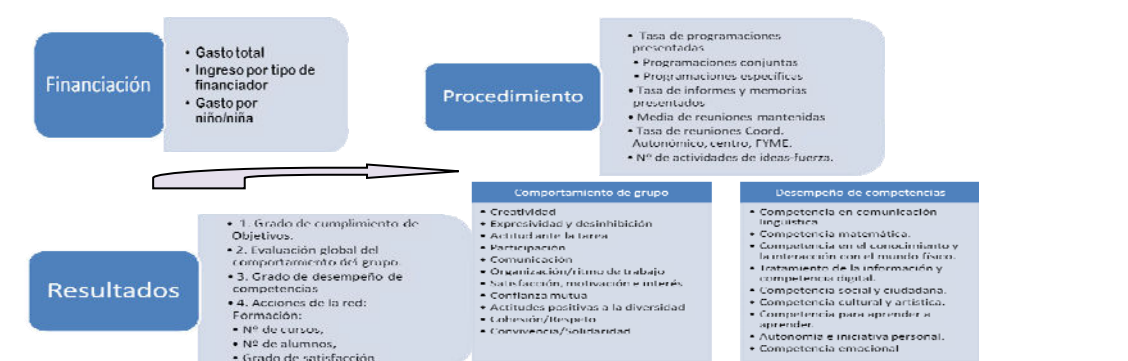 Financiación
• Gasto total
• Ingreso por tipo de
financiador
• Gasto por
niño/niña
Procedimiento
• Tasa de programaciones
presentadas
• Programaciones conjuntas
• Programaciones específicas
• Tasa de informes y memorias
presentados
• Media de reuniones mantenidas
• Tasa de reuniones Coord.
Autonómico, centro, FYME.
• Nº de actividades de ideas-fuerza.
Resultados
• 1. Grado de cumplimiento de
Objetivos.
• 2. Evaluación global del
comportamiento del grupo.
• 3. Grado de desempeño de
competencias
• 4. Acciones de la red:
Formación:
• Nº de cursos,
• Nº de alumnos,
• Grado de satisfacción
Comportamiento de grupo
• Creatividad
• Expresividad y desinhibición
• Actitud ante la tarea
• Participación
• Comunicación
• Organización/ritmo de trabajo
• Satisfacción, motivación e interés
• Confianza mutua
• Actitudes positivas a la diversidad
• Cohesión/Respeto
• Convivencia/Solidaridad
Desempeño de competencias
• Competencia en comunicación
lingüística
• Competencia matemática.
• Competencia en el conocimiento y
la interacción con el mundo físico.
• Tratamiento de la información y
competencia digital.
• Competencia social y ciudadana.
• Competencia cultural y artística.
• Competencia para aprender a
aprender.
• Autonomía e iniciativa personal.
• Competencia emocional